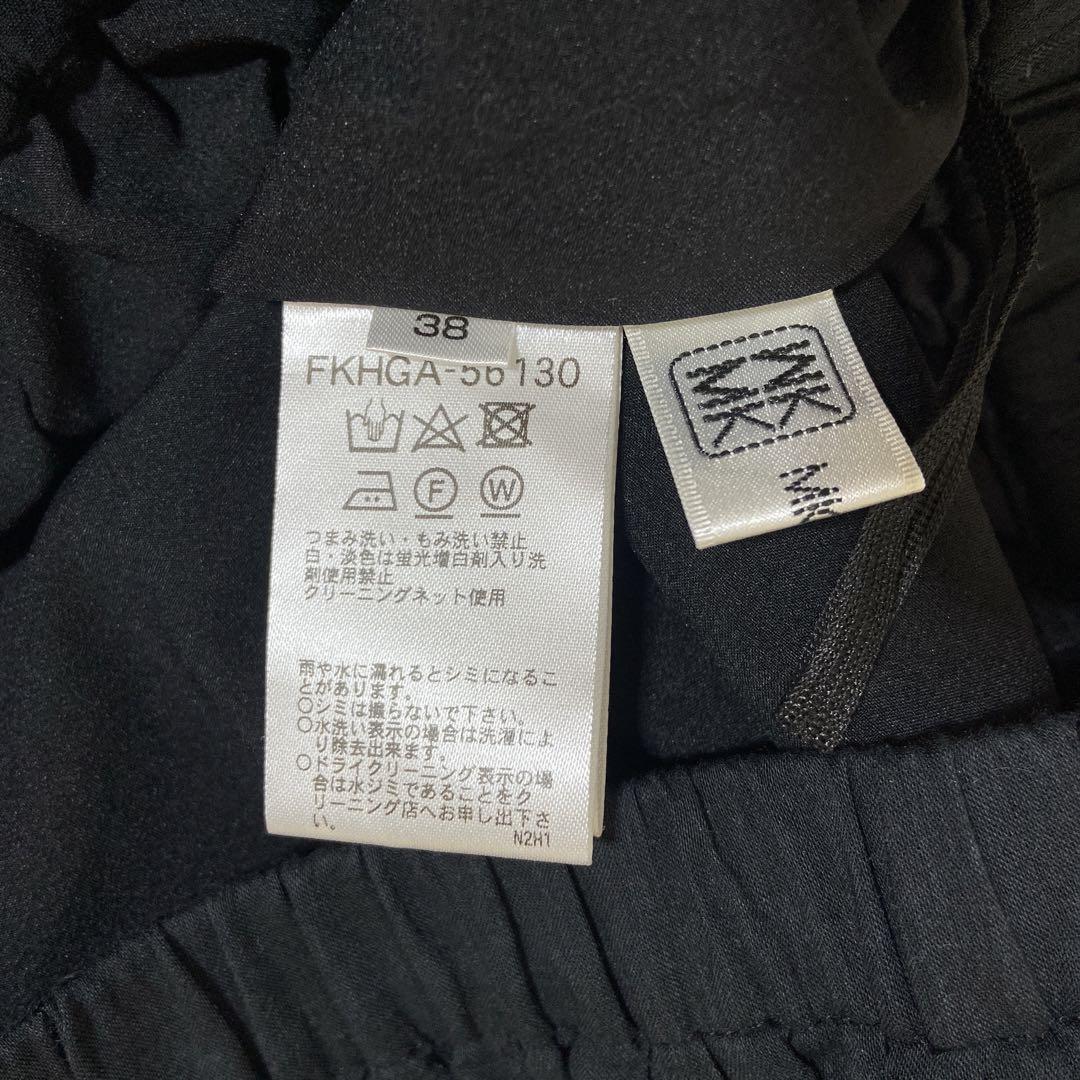 38
FKHGA-56130
F
W
つまみ洗い・もみ洗い禁止
白・淡色は蛍光増白剤入り洗
剤使用禁止
クリーニングネット使用
雨や水に濡れるとシミになるこ
とがあります。
○シミは擦らないで下さい。
○水洗い表示の場合は洗濯によ
り除去出来ます。
○ドライクリーニング表示の場
合は水ジミであることをク
リーニング店へお申し出下さ
い。
N2H1
MK
MK
MK